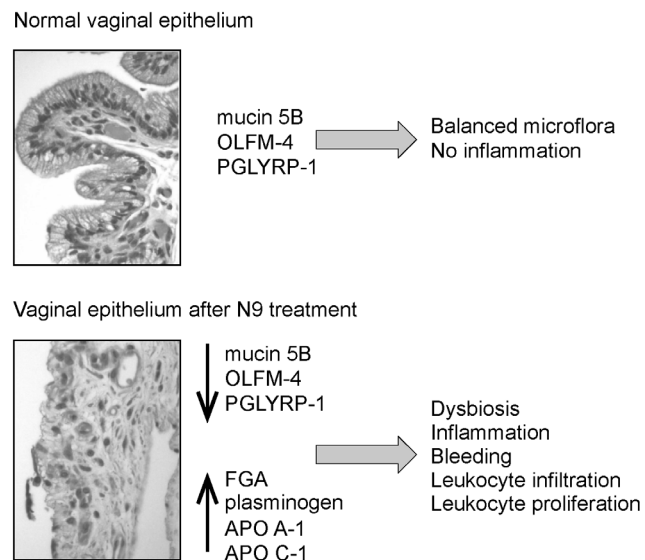 Normal vaginal epithelium
mucin 5B
OLFM-4
PGLYRP-1
Balanced microflora
No inflammation
Vaginal epithelium after N9 treatment
mucin 5B
OLFM-4
PGLYRP-1
FGA
plasminogen
APO A-1
APO C-1
Dysbiosis
Inflammation
Bleeding
Leukocyte infiltration
Leukocyte proliferation